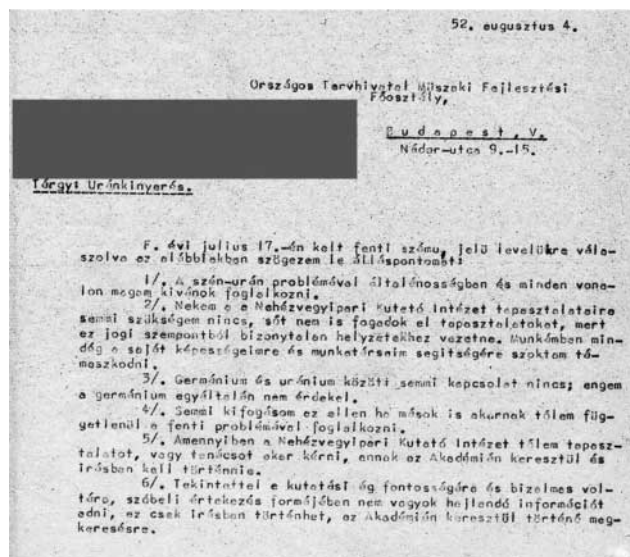 52. augusztus 4.
Országos Tervhivatal Műszaki Fejlesztési
Főosztály,
Budapest, V.
Nádor-utca 9.-15.
Tárgy: Uránkinyerés.
F. évi julius 17.-én kelt fenti számu, jelü levelükre vála-
szolva az alábbiakban szögezem le álláspontomat:
1/. A szén-urán problémával általánosságban és minden vona-
lon magam kivánok foglalkozni.
2/. Nekem a a Nehézvegyipari Kutató Intézet tapasztalataira
semmi szükségem nincs, sőt nem is fogadok el tapasztalatokat, mert
ez jogi szempontból bizonytalan helyzetekhez vezetne. Munkámban min-
dég a saját képességeimre és munkatársaim segitségére szoktam tá-
maszkodni.
3/. Germánium és uránium között semmi kapcsolat nincs; engem
a germánium egyáltalán nem érdekel.
4/. Semmi kifogásom ez ellen ha mások is akarnak tőlem füg-
getlenül a fenti problémával foglalkozni.
5/. Amennyiben a Nehézvegyipari Kutató Intézet tőlem tapasz-
talatot, vagy tanácsot akar kérni, annak az Akadémián keresztül és
irásban kell történnie.
6/. Tekintettel a kutatási ág fontosságára és bizalmas vol-
tára, szóbeli értekezés formájában nem vagyok hajlandó információt
adni, ez csak irásban történhet, az Akadémián keresztül történő meg-
keresésre.